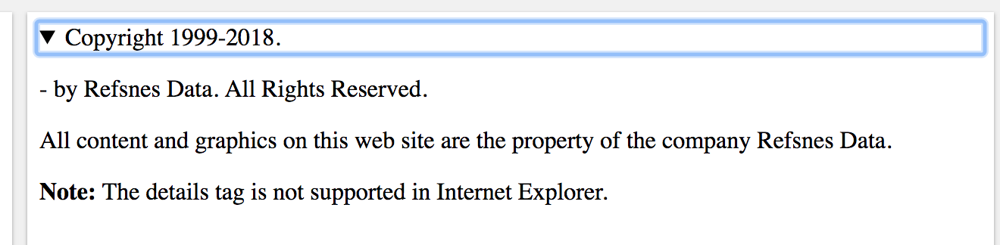 Copyright 1999-2018.
- by Refsnes Data. All Rights Reserved.
All content and graphics on this web site are the property of the company Refsnes Data.
Note: The details tag is not supported in Internet Explorer.